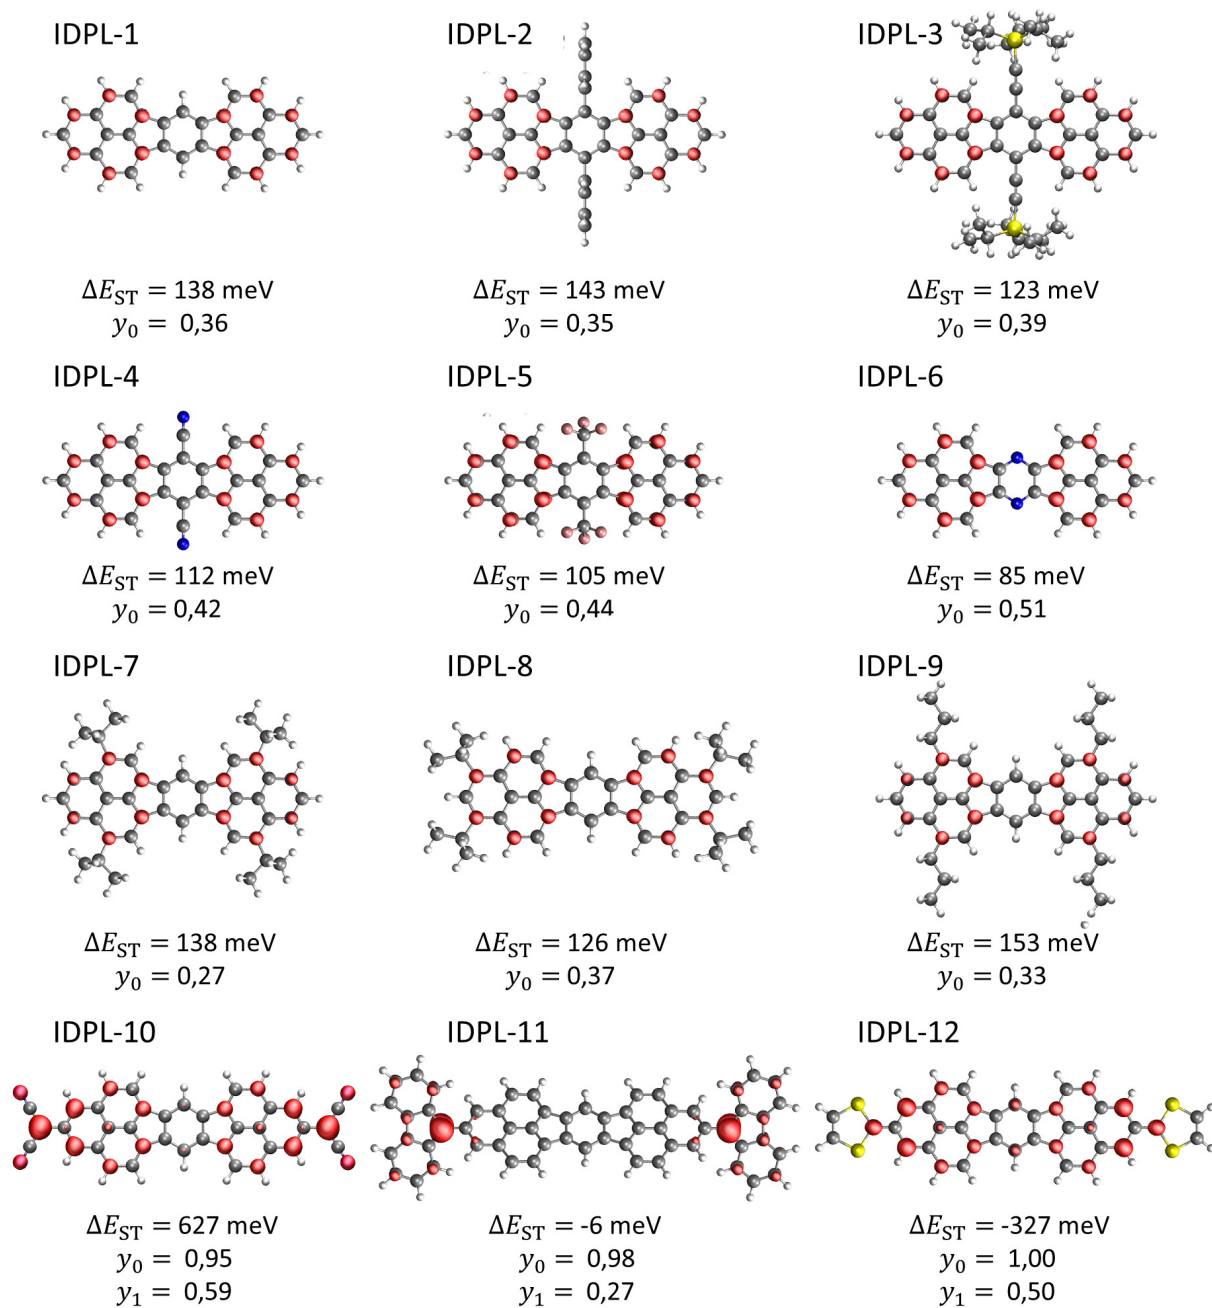 IDPL-1
IDPL-2
IDPL-3
ΔE_ST = 138 meV
y_0 = 0,36
ΔE_ST = 143 meV
y_0 = 0,35
ΔE_ST = 123 meV
y_0 = 0,39
IDPL-4
IDPL-5
IDPL-6
ΔE_ST = 112 meV
y_0 = 0,42
ΔE_ST = 105 meV
y_0 = 0,44
ΔE_ST = 85 meV
y_0 = 0,51
IDPL-7
IDPL-8
IDPL-9
ΔE_ST = 138 meV
y_0 = 0,27
ΔE_ST = 126 meV
y_0 = 0,37
ΔE_ST = 153 meV
y_0 = 0,33
IDPL-10
IDPL-11
IDPL-12
ΔE_ST = 627 meV
y_0 = 0,95
y_1 = 0,59
ΔE_ST = -6 meV
y_0 = 0,98
y_1 = 0,27
ΔE_ST = -327 meV
y_0 = 1,00
y_1 = 0,50